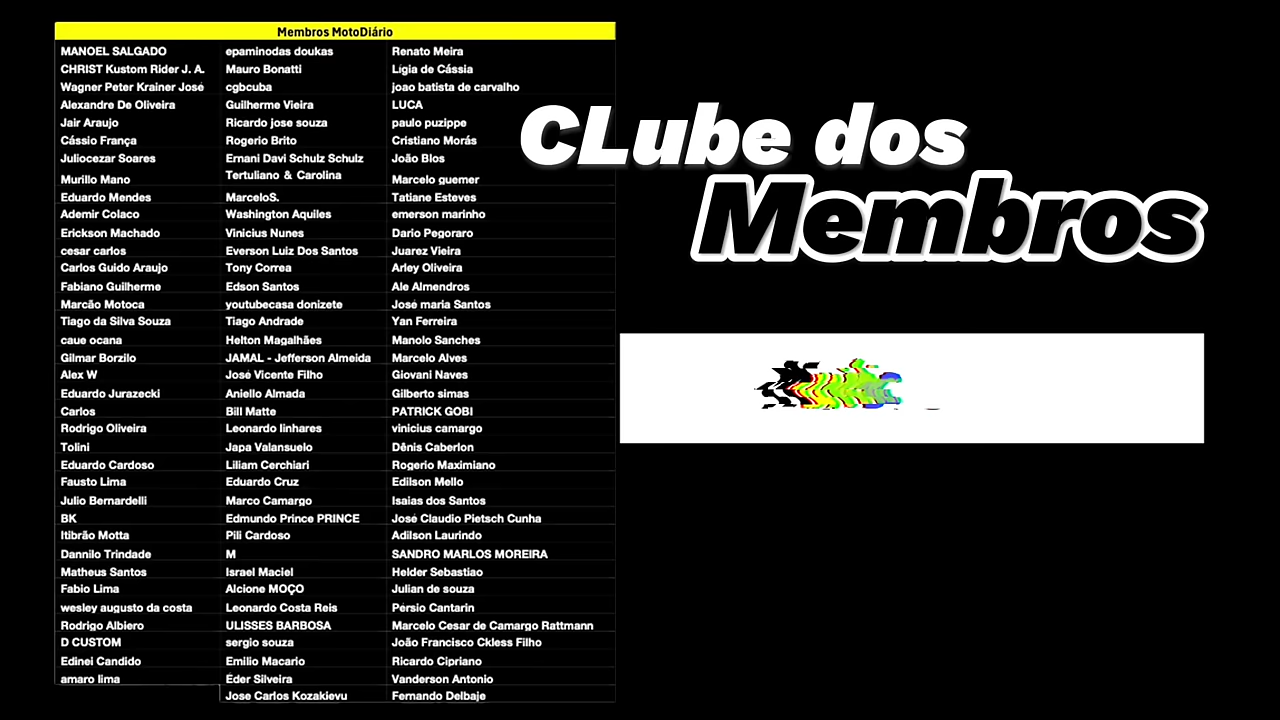 Membros MotoDiário
MANOEL SALGADO epaminodas doukas Renato Meira
CHRIST Kustom Rider J. A. Mauro Bonatti Lígia de Cássia
Wagner Peter Krainer José cgbcuba joao batista de carvalho
Alexandre De Oliveira Guilherme Vieira LUCA
Jair Araujo Ricardo jose souza paulo puzippe
Cássio França Rogerio Brito Cristiano Morás
Juliocezar Soares Ernani Davi Schulz Schulz João Blos
Murillo Mano Tertuliano & Carolina Marcelo guemer
Eduardo Mendes MarceloS. Tatiane Esteves
Ademir Colaco Washington Aquiles emerson marinho
Erickson Machado Vinicius Nunes Dario Pegoraro
cesar carlos Everson Luiz Dos Santos Juarez Vieira
Carlos Guido Araujo Tony Correa Arley Oliveira
Fabiano Guilherme Edson Santos Ale Almendros
Marcão Motoca youtubecasa donizete José maria Santos
Tiago da Silva Souza Tiago Andrade Yan Ferreira
caue ocana Helton Magalhães Manolo Sanches
Gilmar Borzilo JAMAL - Jefferson Almeida Marcelo Alves
Alex W José Vicente Filho Giovani Naves
Eduardo Jurazecki Aniello Almada Gilberto simas
Carlos Bill Matte PATRICK GOBI
Rodrigo Oliveira Leonardo linhares vinicius camargo
Tolini Japa Valansuelo Dênis Caberlon
Eduardo Cardoso Liliam Cerchiari Rogerio Maximiano
Fausto Lima Eduardo Cruz Edilson Mello
Julio Bernardelli Marco Camargo Isaias dos Santos
BK Edmundo Prince PRINCE José Claudio Pietsch Cunha
Itibrão Motta Pili Cardoso Adilson Laurindo
Dannilo Trindade M SANDRO MARLOS MOREIRA
Matheus Santos Israel Maciel Helder Sebastiao
Fabio Lima Alcione MOÇO Julian de souza
wesley augusto da costa Leonardo Costa Reis Pérsio Cantarin
Rodrigo Albiero ULISSES BARBOSA Marcelo Cesar de Camargo Rattmann
D CUSTOM sergio souza João Francisco Ckless Filho
Edinei Candido Emilio Macario Ricardo Cipriano
amaro lima Éder Silveira Vanderson Antonio
Jose Carlos Kozakievu Fernando Delbaje
CLube dos
Membros